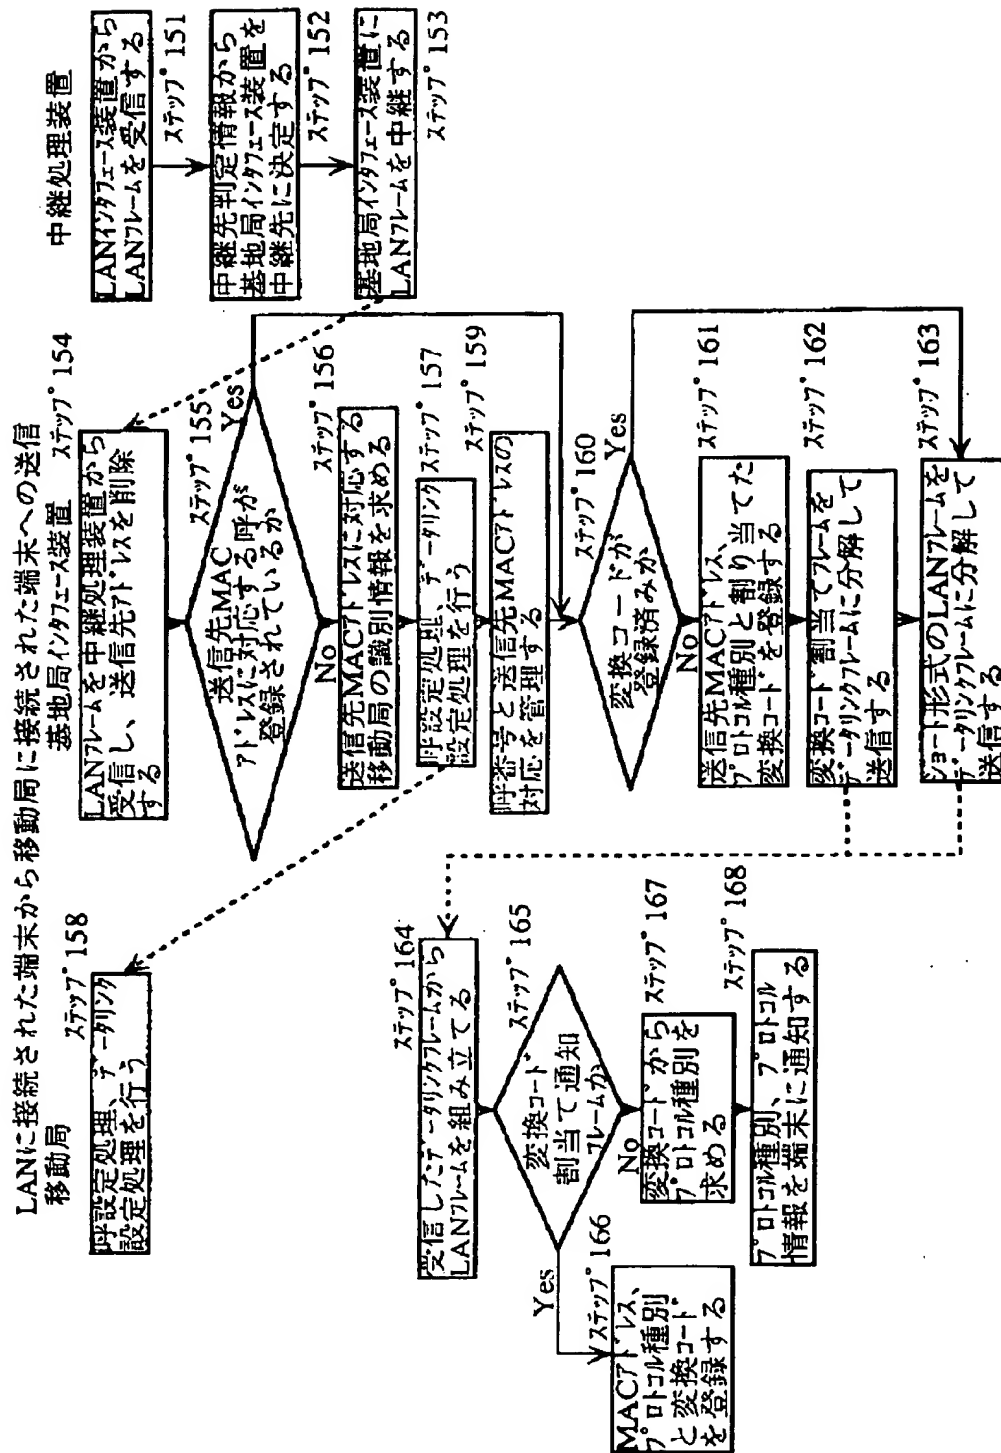 LANに接続された端末から移動局に接続された端末への送信
移動局
ステップ158
呼設定処理、データリンク
設定処理を行う
ステップ164
受信したデータリンクフレームから
LANフレームを組み立てる
ステップ165
変換コード
割当て通知
フレームか
Yes
ステップ166
MACアドレス、
プロトコル種別
と変換コード
を登録する
No
ステップ167
変換コードから
プロトコル種別を
求める
ステップ168
プロトコル種別、プロトコル
情報を端末に通知する
基地局インタフェース装置
ステップ154
LANフレームを中継処理装置から
受信し、送信先アドレスを削除
する
ステップ155
送信先MAC
アドレスに対応する呼が
登録されているか
Yes
No
ステップ156
送信先MACアドレスに対応する
移動局の識別情報を求める
ステップ157
呼設定処理、データリンク
設定処理を行う
ステップ159
呼番号と送信先MACアドレスの
対応を管理する
ステップ160
変換コードが
登録済みか
Yes
No
ステップ161
送信先MACアドレス、
プロトコル種別と割り当てた
変換コードを登録する
ステップ162
変換コード割当てフレームを
データリンクフレームに分解して
送信する
ステップ163
ショート形式のLANフレームを
データリンクフレームに分解して
送信する
中継処理装置
LANインタフェース装置から
LANフレームを受信する
ステップ151
中継先判定情報から
基地局インタフェース装置を
中継先に決定する
ステップ152
基地局インタフェース装置に
LANフレームを中継する
ステップ153